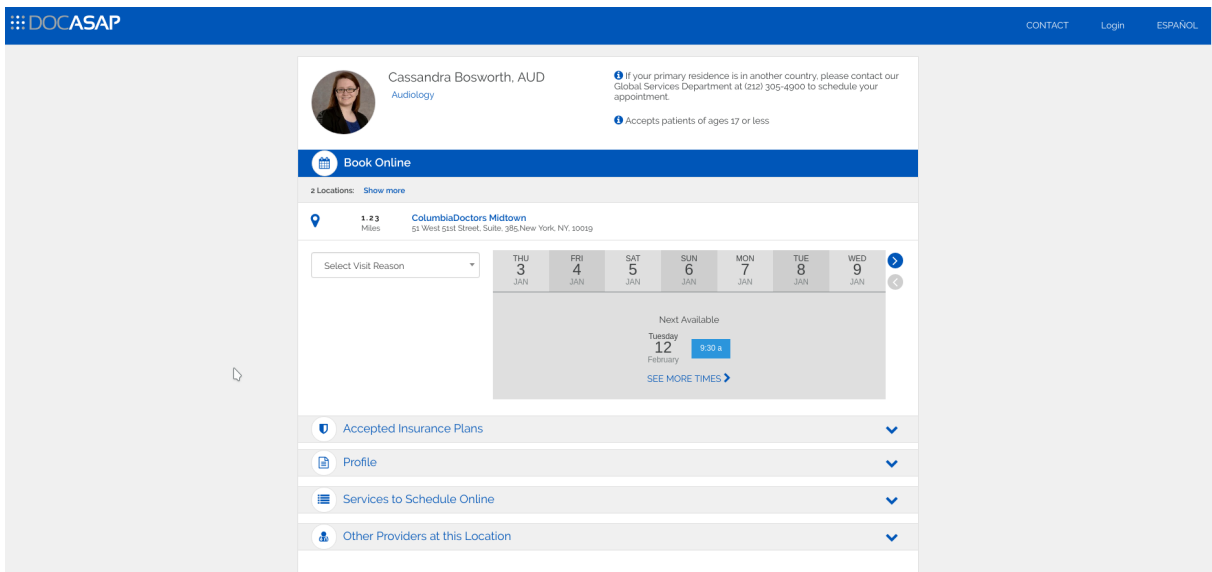 DOCASAP
CONTACT Login ESPAÑOL
Cassandra Bosworth, AUD
Audiology
If your primary residence is in another country, please contact our
Global Services Department at (212) 305-4900 to schedule your
appointment.
Accepts patients of ages 17 or less
Book Online
2 Locations: Show more
1.23
Miles
ColumbiaDoctors Midtown
51 West 51st Street, Suite, 385,New York, NY, 10019
Select Visit Reason
THU FRI SAT SUN MON TUE WED
3 4 5 6 7 8 9
JAN JAN JAN JAN JAN JAN JAN
Next Available
Tuesday
12
February
9:30 a
SEE MORE TIMES
Accepted Insurance Plans
Profile
Services to Schedule Online
Other Providers at this Location